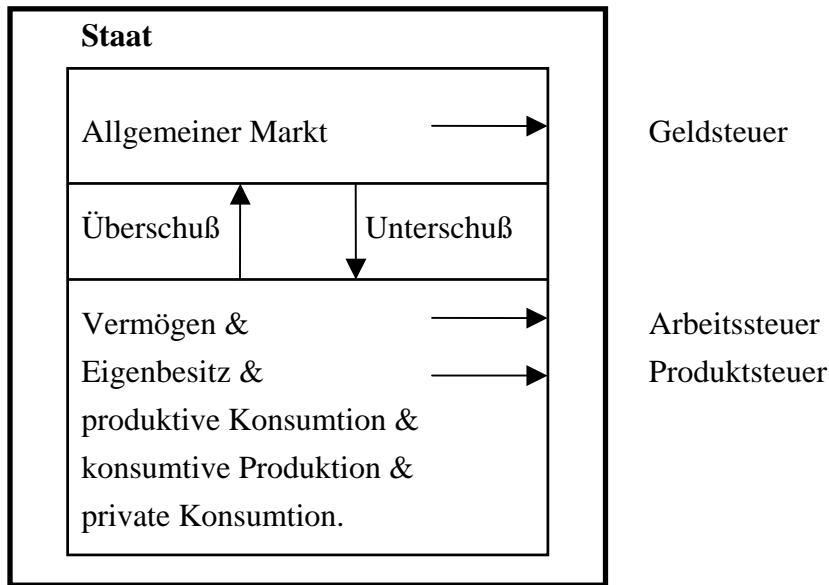 Staat
Allgemeiner Markt
Geldsteuer
Überschuß
Unterschuß
Vermögen &
Arbeitssteuer
Eigenbesitz &
Produktsteuer
produktive Konsumtion &
konsumtive Produktion &
private Konsumtion.